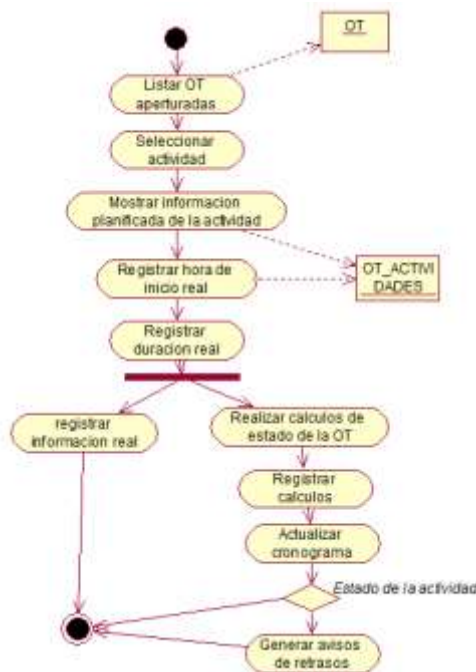 OT
Listar OT
aperturadas
Seleccionar
actividad
Mostrar informacion
planificada de la actividad
Registrar hora de
inicio real
OT_ACTIVI
DADES
Registrar
duracion real
registrar
informacion real
Realizar calculos de
estado de la OT
Registrar
calculos
Actualizar
cronograma
Estado de la actividad
Generar avisos
de retrasos